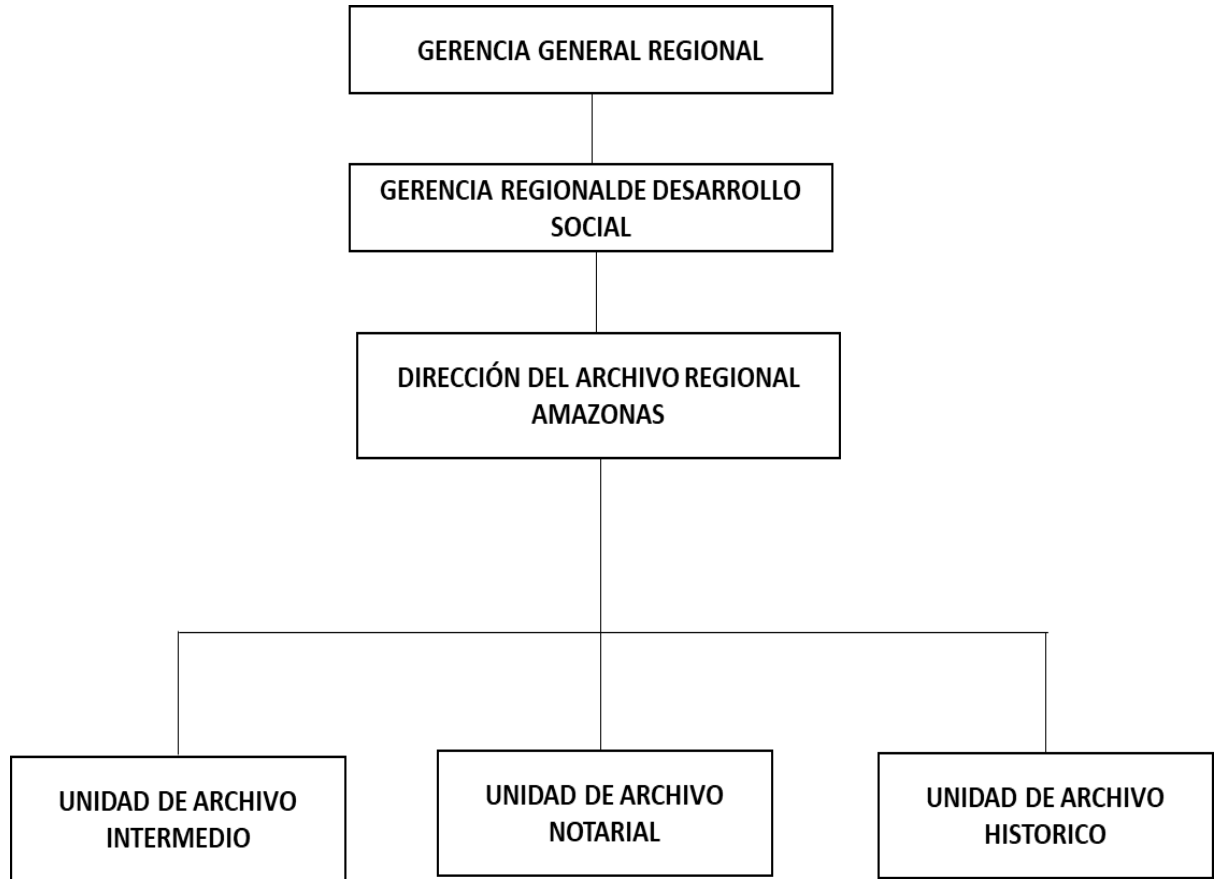 GERENCIA GENERAL REGIONAL
GERENCIA REGIONALDE DESARROLLO
SOCIAL
DIRECCIÓN DEL ARCHIVO REGIONAL
AMAZONAS
UNIDAD DE ARCHIVO
INTERMEDIO
UNIDAD DE ARCHIVO
NOTARIAL
UNIDAD DE ARCHIVO
HISTORICO